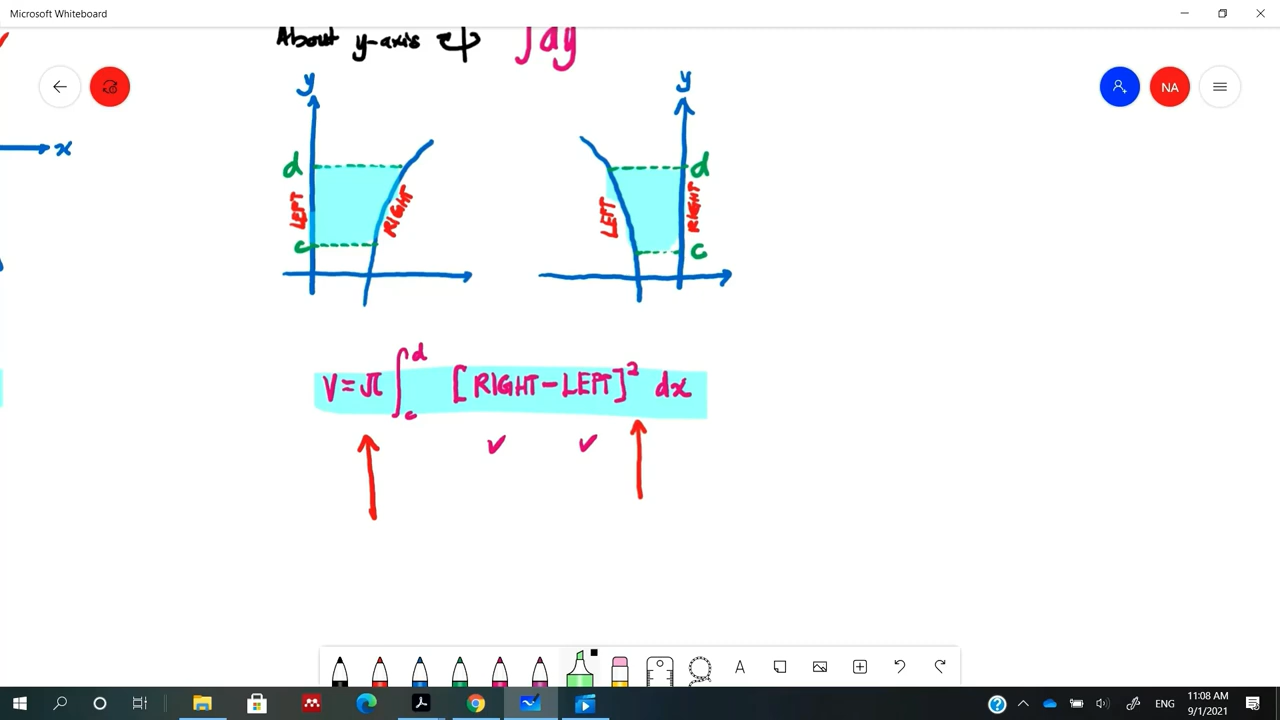 Microsoft Whiteboard
About y-axis ∫dy
NA
y
y
x
d
d
LEFT
RIGHT
LEFT
RIGHT
c
c
V = π ∫ d c [RIGHT - LEFT]² dx
✓ ✓
A
ENG
11:08 AM
9/1/2021